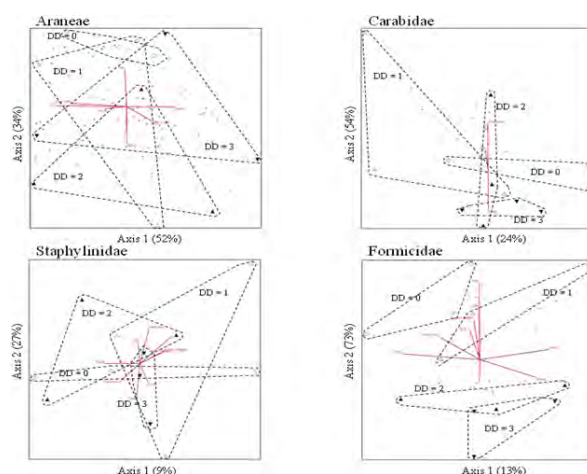 Araneae
DD = 0
DD = 1
DD = 3
DD = 2
Axis 2 (34%)
Axis 1 (52%)
Carabidae
DD = 1
DD = 2
DD = 0
DD = 3
Axis 2 (54%)
Axis 1 (24%)
Staphylinidae
DD = 1
DD = 2
DD = 0
DD = 3
Axis 2 (27%)
Axis 1 (9%)
Formicidae
DD = 0
DD = 1
DD = 2
DD = 3
Axis 2 (73%)
Axis 1 (13%)